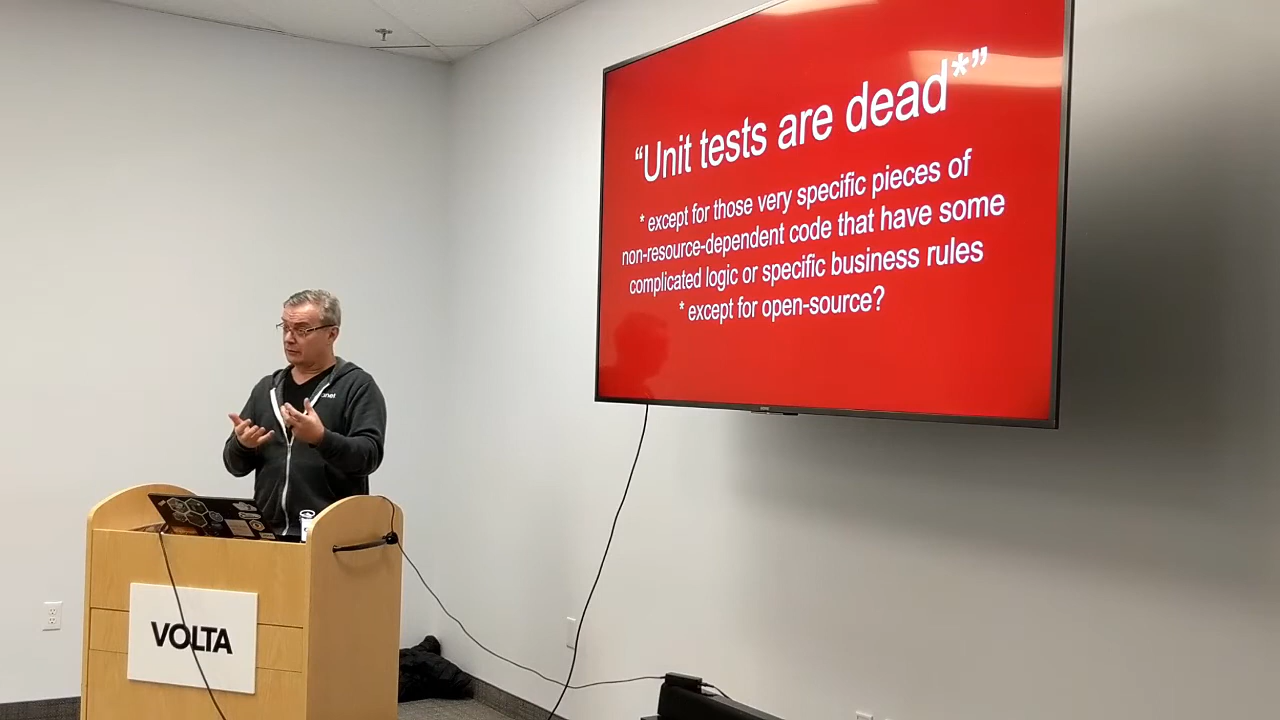 “Unit tests are dead*”
* except for those very specific pieces of
non-resource-dependent code that have some
complicated logic or specific business rules
* except for open-source?
VOLTA